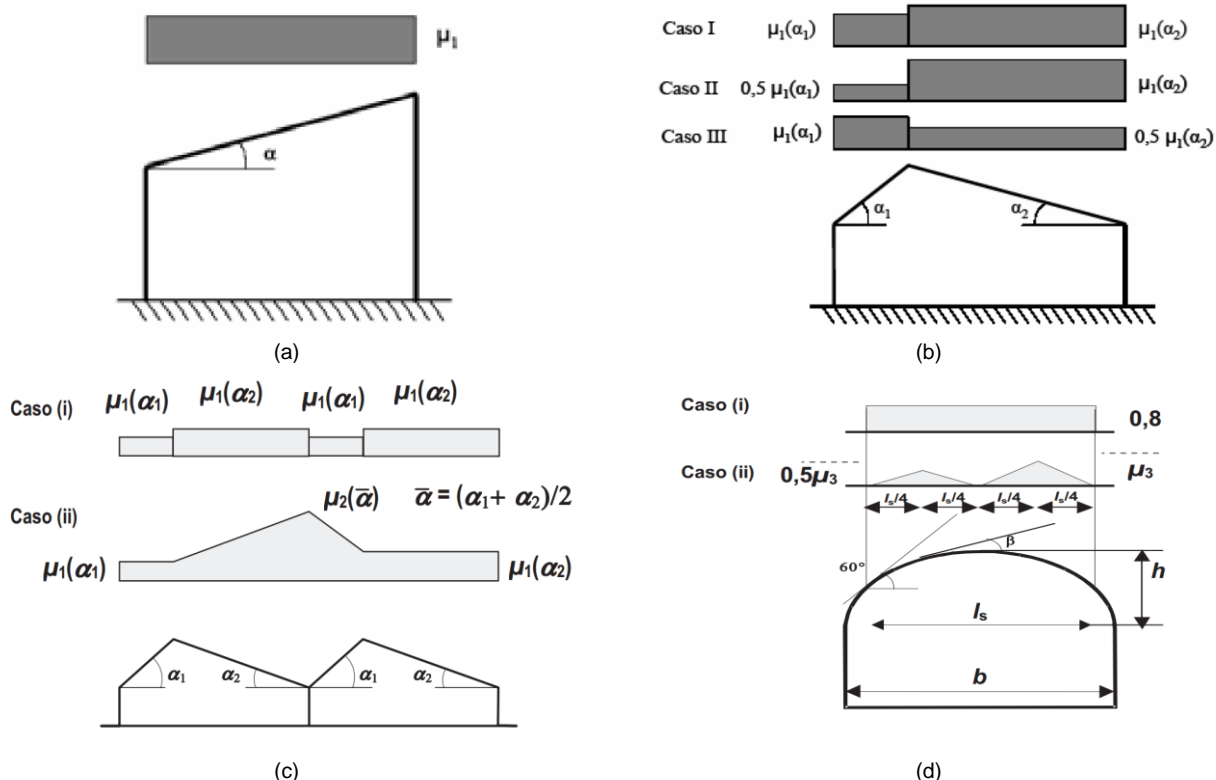 μ₁
α
(a)
Caso I μ₁(α₁) μ₁(α₂)
Caso II 0,5 μ₁(α₁) μ₁(α₂)
Caso III μ₁(α₁) 0,5 μ₁(α₂)
α₁ α₂
(b)
μ₁(α₁) μ₁(α₂) μ₁(α₁) μ₁(α₂)
Caso (i)
μ₂(ᾱ) ᾱ = (α₁+ α₂)/2
Caso (ii)
μ₁(α₁) μ₁(α₂)
α₁ α₂ α₁ α₂
(c)
Caso (i) 0,8
Caso (ii) 0,5μ₃ μ₃
lₛ/4 lₛ/4 lₛ/4 lₛ/4
β
60° h
lₛ
b
(d)